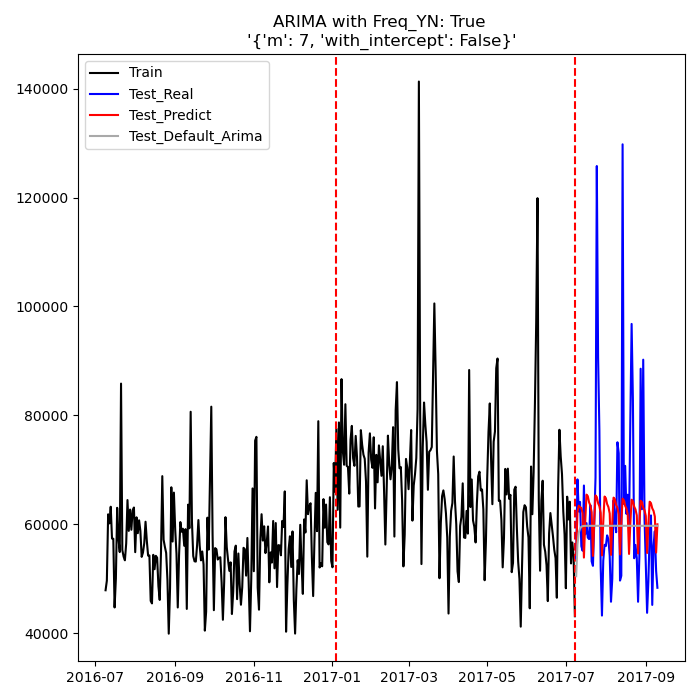 ARIMA with Freq_YN: True
'{'m': 7, 'with_intercept': False}'
Train
Test_Real
Test_Predict
Test_Default_Arima
140000
120000
100000
80000
60000
40000
2016-07 2016-09 2016-11 2017-01 2017-03 2017-05 2017-07 2017-09